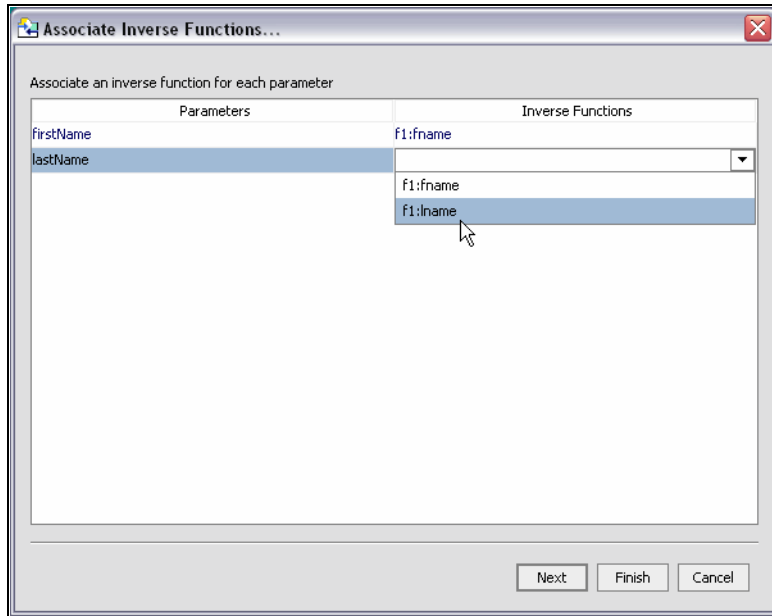 Associate Inverse Functions...
Associate an inverse function for each parameter
Parameters Inverse Functions
firstName f1:fname
lastName
f1:fname
f1:lname
Next Finish Cancel